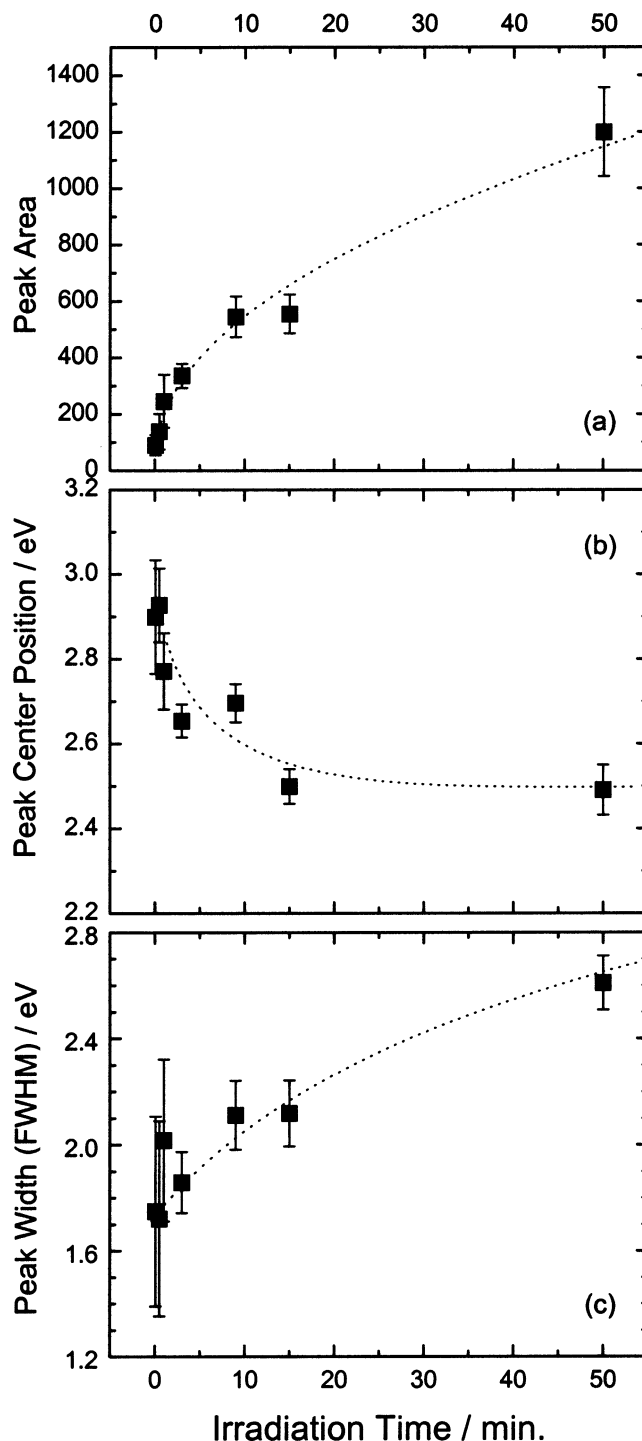 0 10 20 30 40 50
1400
1200
1000
800
600
400
200
0
Peak Area
(a)
3.2
3.0
2.8
2.6
2.4
2.2
Peak Center Position / eV
(b)
2.8
2.4
2.0
1.6
1.2
Peak Width (FWHM) / eV
(c)
0 10 20 30 40 50
Irradiation Time / min.